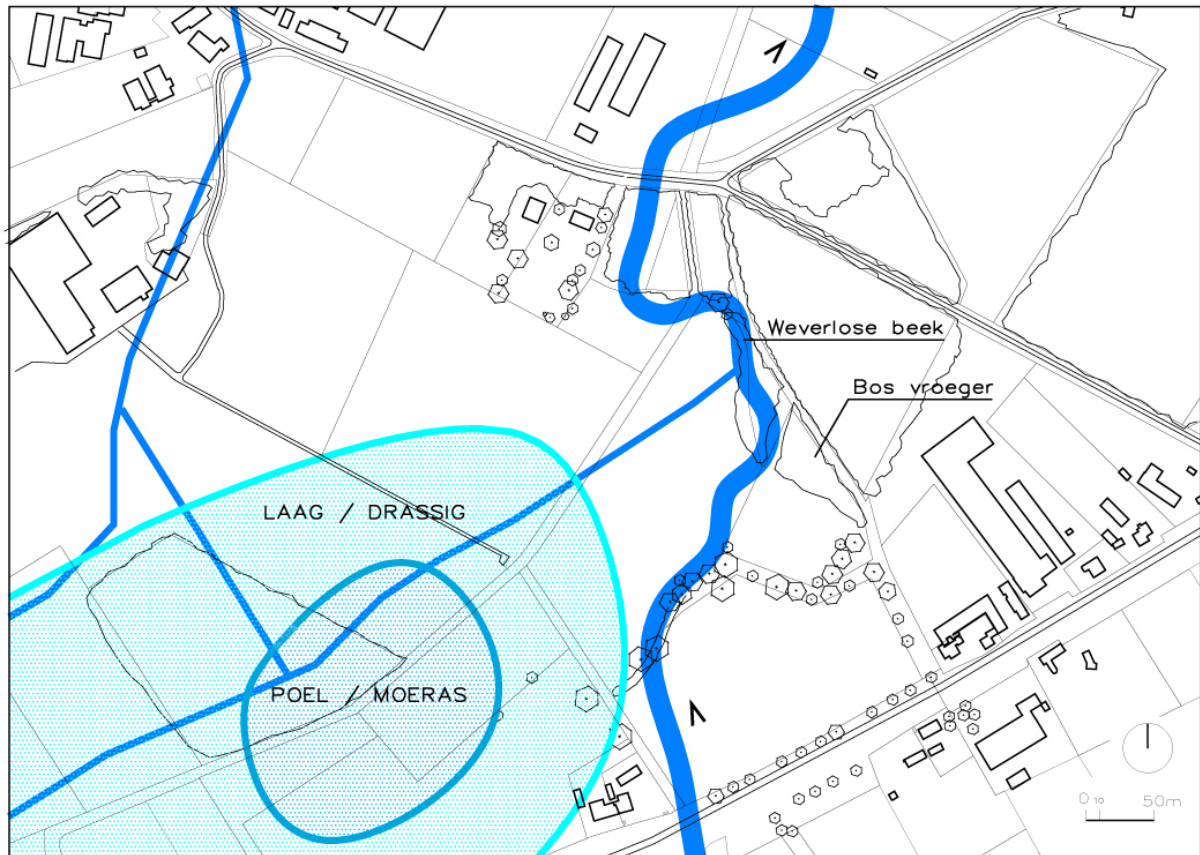 Weverlose beek
Bos vroeger
LAAG / DRASSIG
POEL / MOERAS
0 10 50m